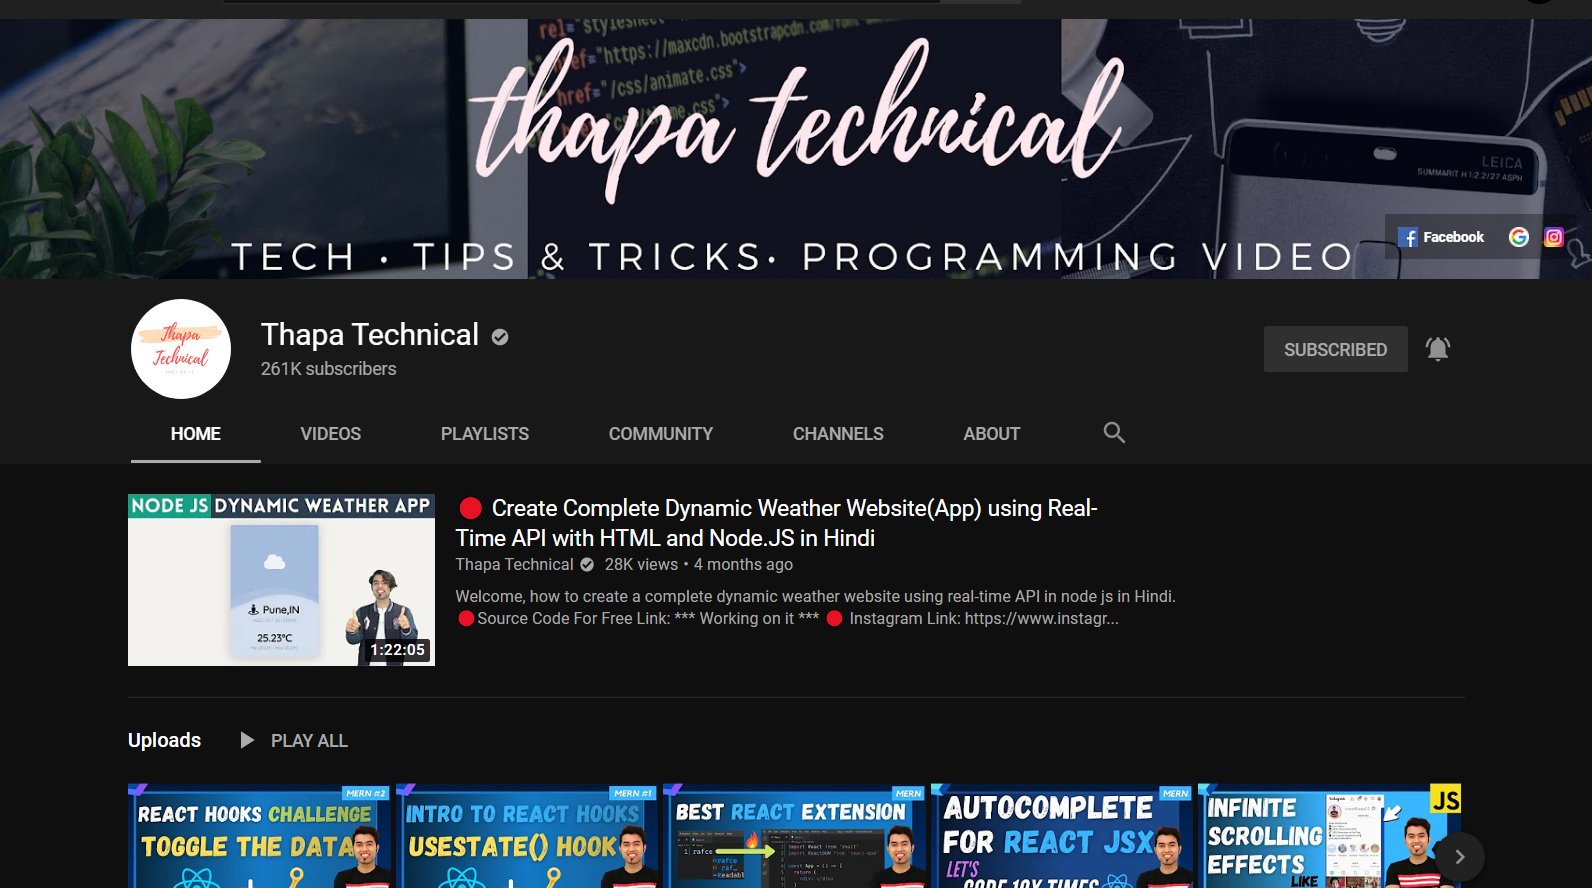 rel="stylesheet"
href="https://maxcdn.bootstrapcdn.com/font
href="/css/animate.css">
thapa technical
LEICA
SUMMARIT H 1:2.2/27 ASPH
TECH · TIPS & TRICKS· PROGRAMMING VIDEO
Facebook
Thapa Technical
Thapa Technical
261K subscribers
SUBSCRIBED
HOME VIDEOS PLAYLISTS COMMUNITY CHANNELS ABOUT
NODE JS DYNAMIC WEATHER APP
Pune,IN
25.23°C
1:22:05
Create Complete Dynamic Weather Website(App) using Real-
Time API with HTML and Node.JS in Hindi
Thapa Technical 28K views • 4 months ago
Welcome, how to create a complete dynamic weather website using real-time API in node js in Hindi.
Source Code For Free Link: *** Working on it *** Instagram Link: https://www.instagr...
Uploads PLAY ALL
MERN #2
REACT HOOKS CHALLENGE
TOGGLE THE DATA
MERN #1
INTRO TO REACT HOOKS
USESTATE() HOOK
MERN
BEST REACT EXTENSION
1 rafce
rafce
MERN
AUTOCOMPLETE
FOR REACT JSX
LET'S
CODE 10X TIMES
JS
INFINITE
SCROLLING
EFFECTS
LIKE